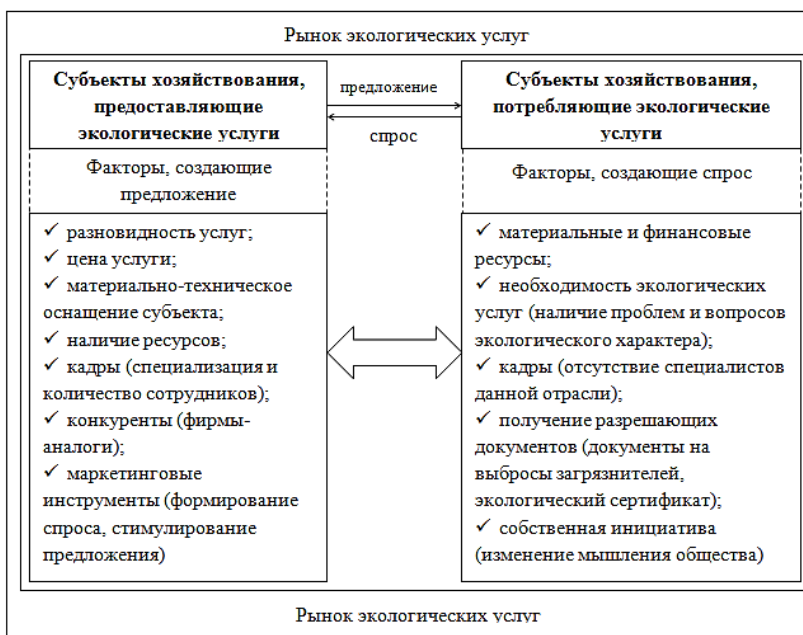 Рынок экологических услуг
Субъекты хозяйствования,
предоставляющие
экологические услуги
предложение
спрос
Субъекты хозяйствования,
потребляющие экологические
услуги
Факторы, создающие
предложение
Факторы, создающие спрос
✓ разновидность услуг;
✓ цена услуги;
✓ материально-техническое
оснащение субъекта;
✓ наличие ресурсов;
✓ кадры (специализация и
количество сотрудников);
✓ конкуренты (фирмы-
аналоги);
✓ маркетинговые
инструменты (формирование
спроса, стимулирование
предложения)
✓ материальные и финансовые
ресурсы;
✓ необходимость экологических
услуг (наличие проблем и вопросов
экологического характера);
✓ кадры (отсутствие специалистов
данной отрасли);
✓ получение разрешающих
документов (документы на
выбросы загрязнителей,
экологический сертификат);
✓ собственная инициатива
(изменение мышления общества)
Рынок экологических услуг